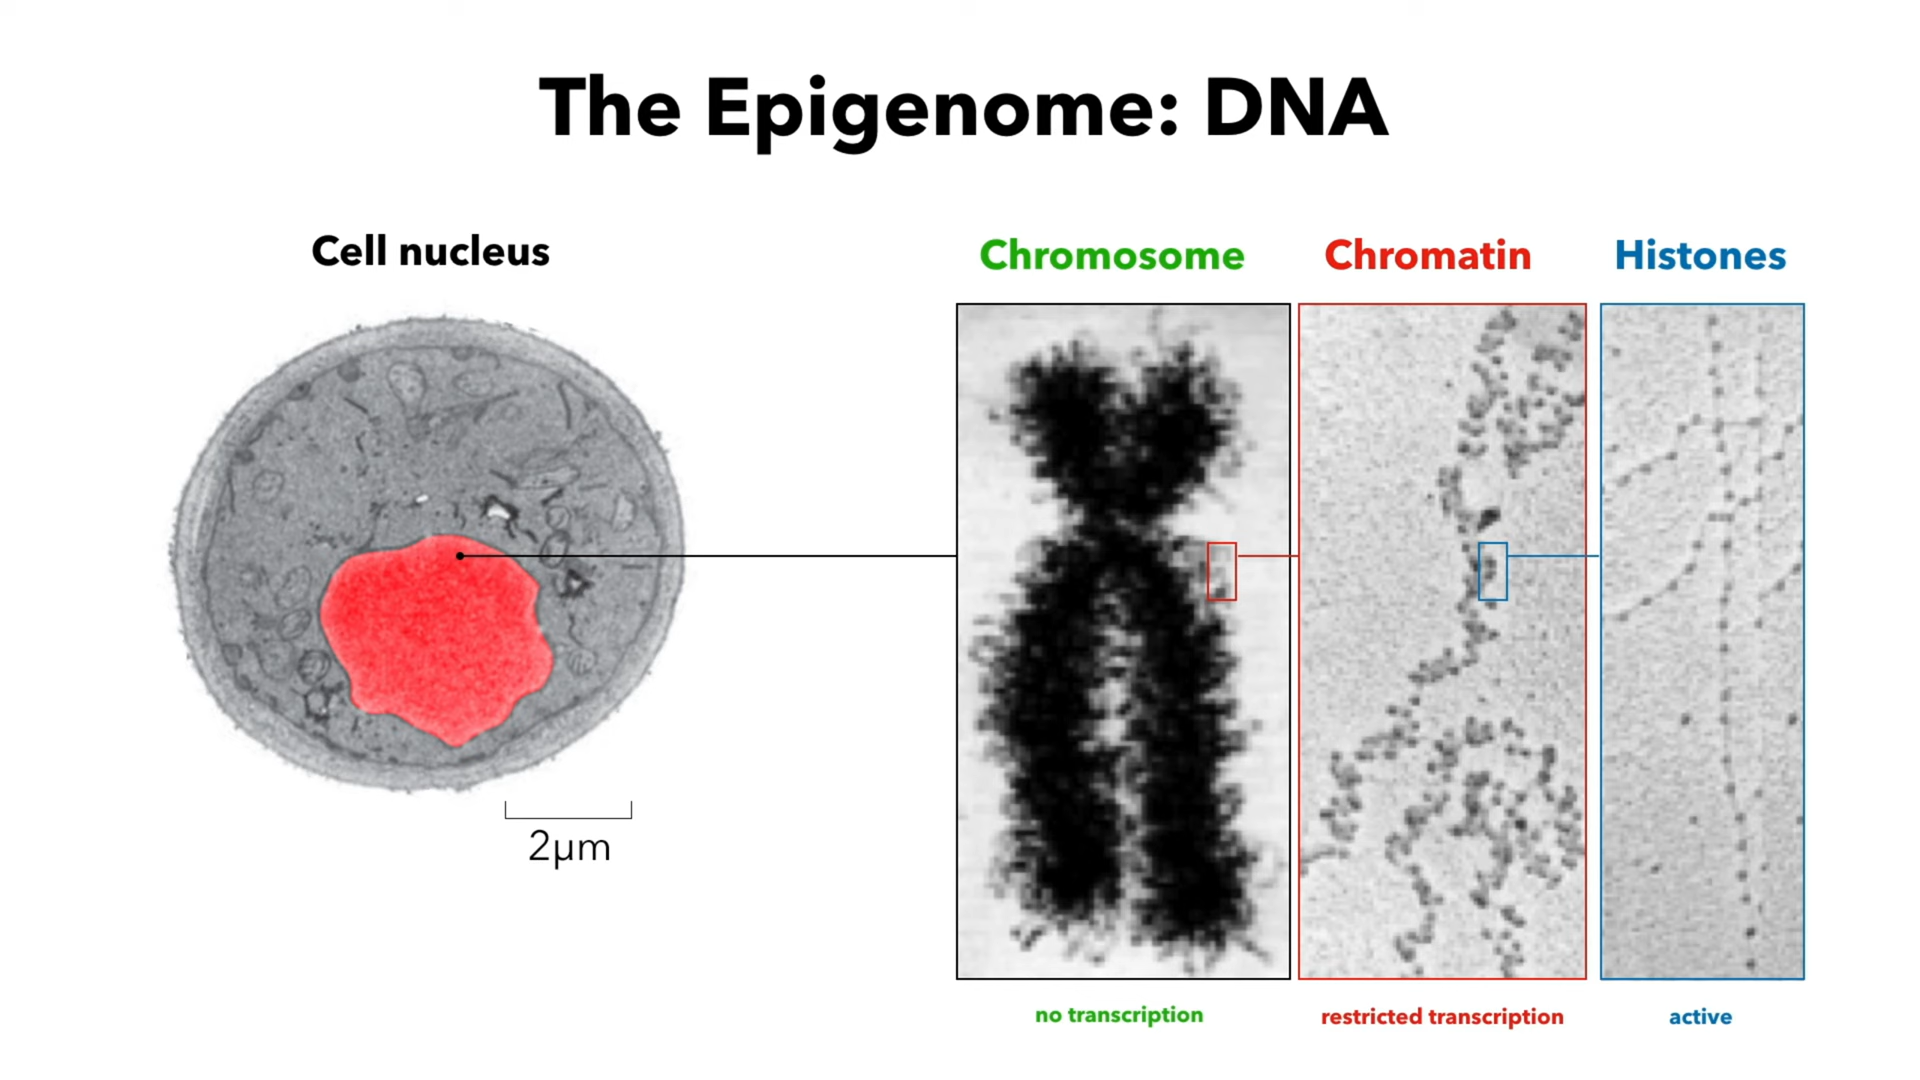 The Epigenome: DNA
Cell nucleus
Chromosome
Chromatin
Histones
2µm
no transcription
restricted transcription
active